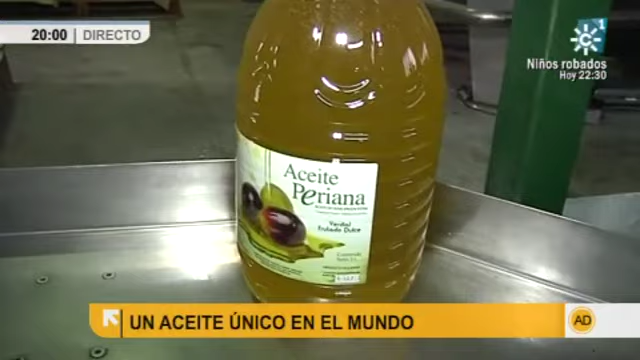 20:00 | DIRECTO
Niños robados
Hoy 22:30
Aceite
Periana
Verdial
Frutado Dulce
UN ACEITE ÚNICO EN EL MUNDO
AD